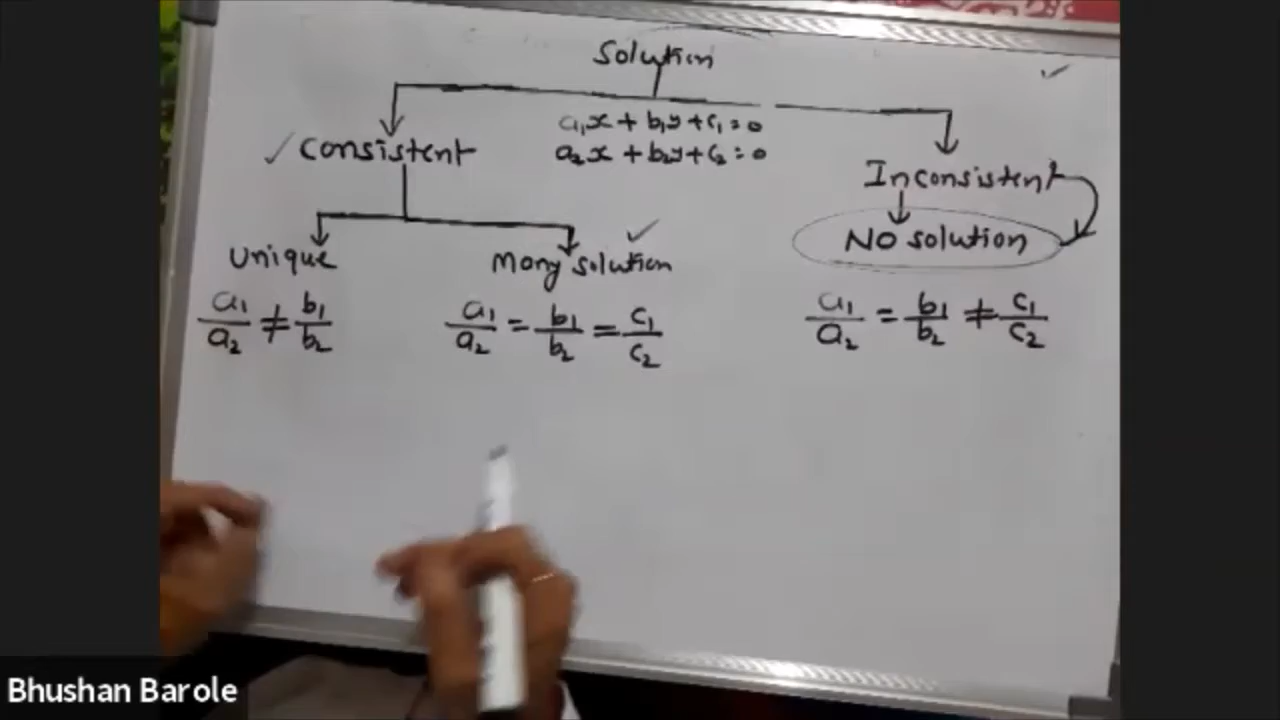 Solution
a₁x + b₁y + c₁ = 0
a₂x + b₂y + c₂ = 0
✓ Consistent
Inconsistent
No solution
Unique
Many solution
a₁/a₂ ≠ b₁/b₂
a₁/a₂ = b₁/b₂ = c₁/c₂
a₁/a₂ = b₁/b₂ ≠ c₁/c₂
Bhushan Barole